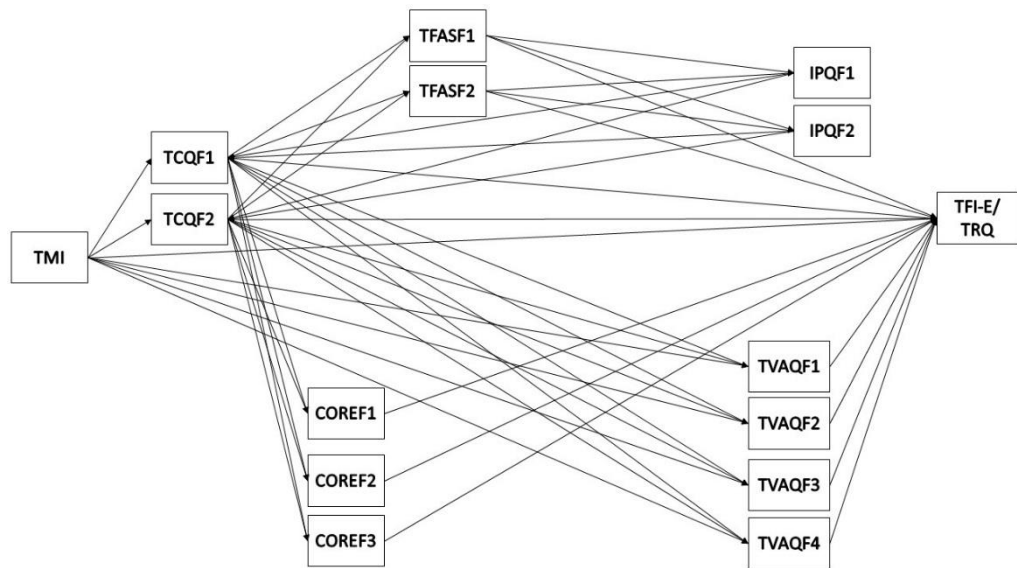 TFASF1
TFASF2
IPQF1
IPQF2
TCQF1
TCQF2
TFI-E/
TRQ
TMI
TVAQF1
COREF1
TVAQF2
COREF2
TVAQF3
COREF3
TVAQF4